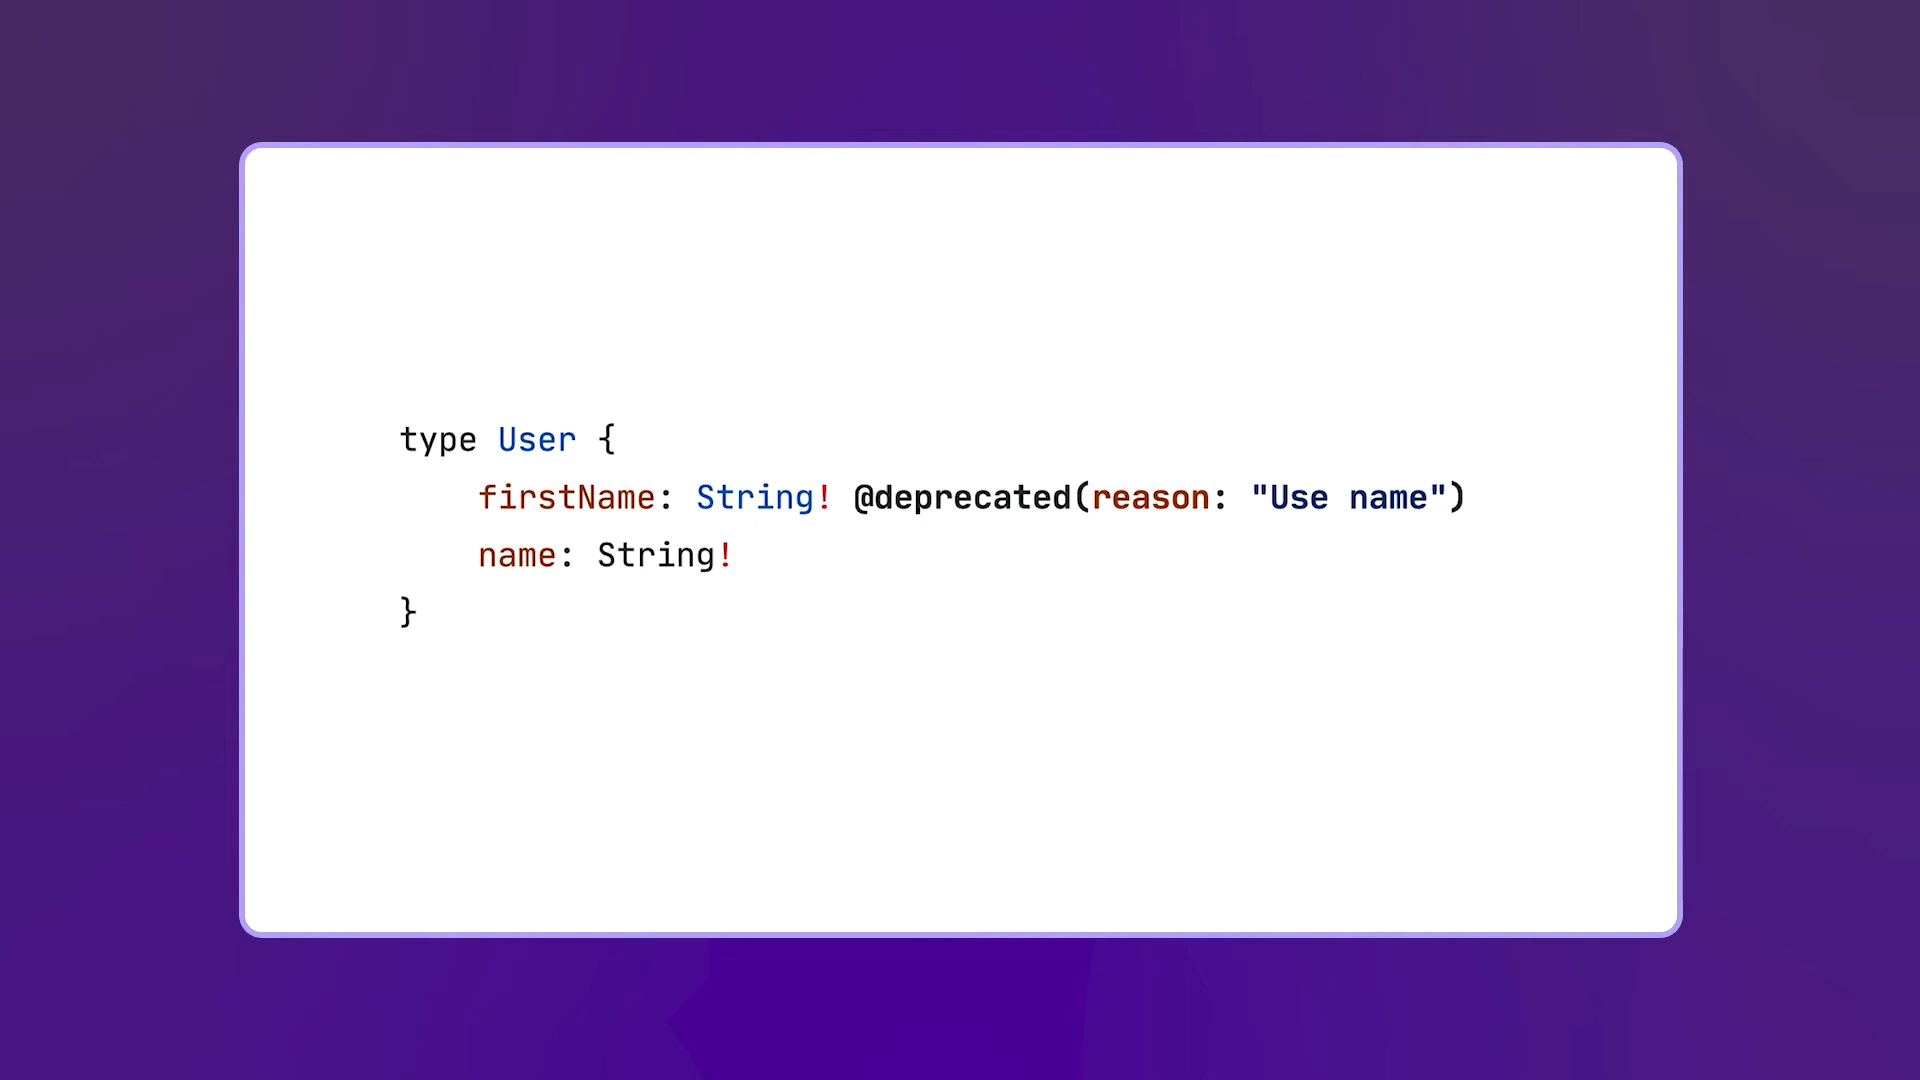 type User {
    firstName: String! @deprecated(reason: "Use name")
    name: String!
}